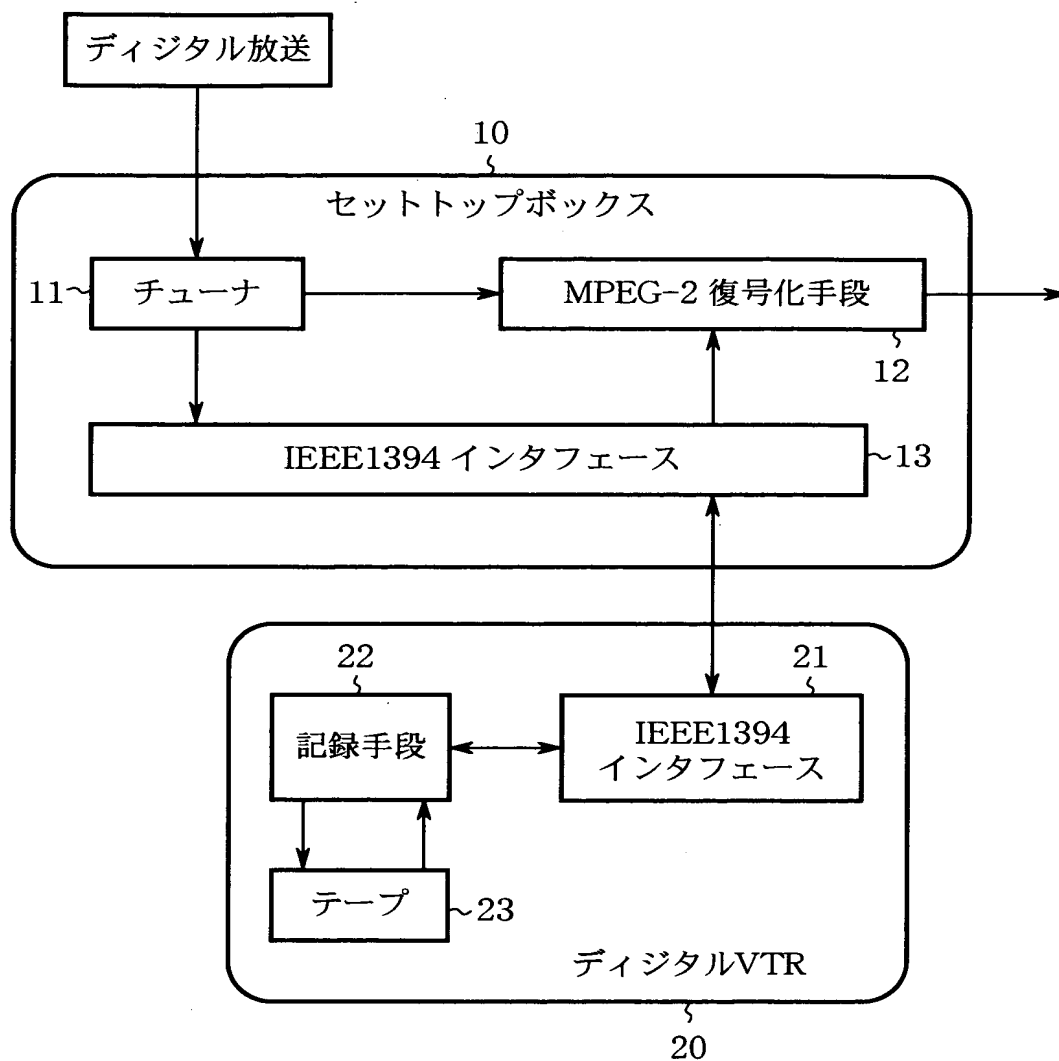 ディジタル放送
10
セットトップボックス
11
チューナ
MPEG-2 復号化手段
12
IEEE1394 インタフェース
13
22
21
記録手段
IEEE1394
インタフェース
テープ
23
ディジタルVTR
20